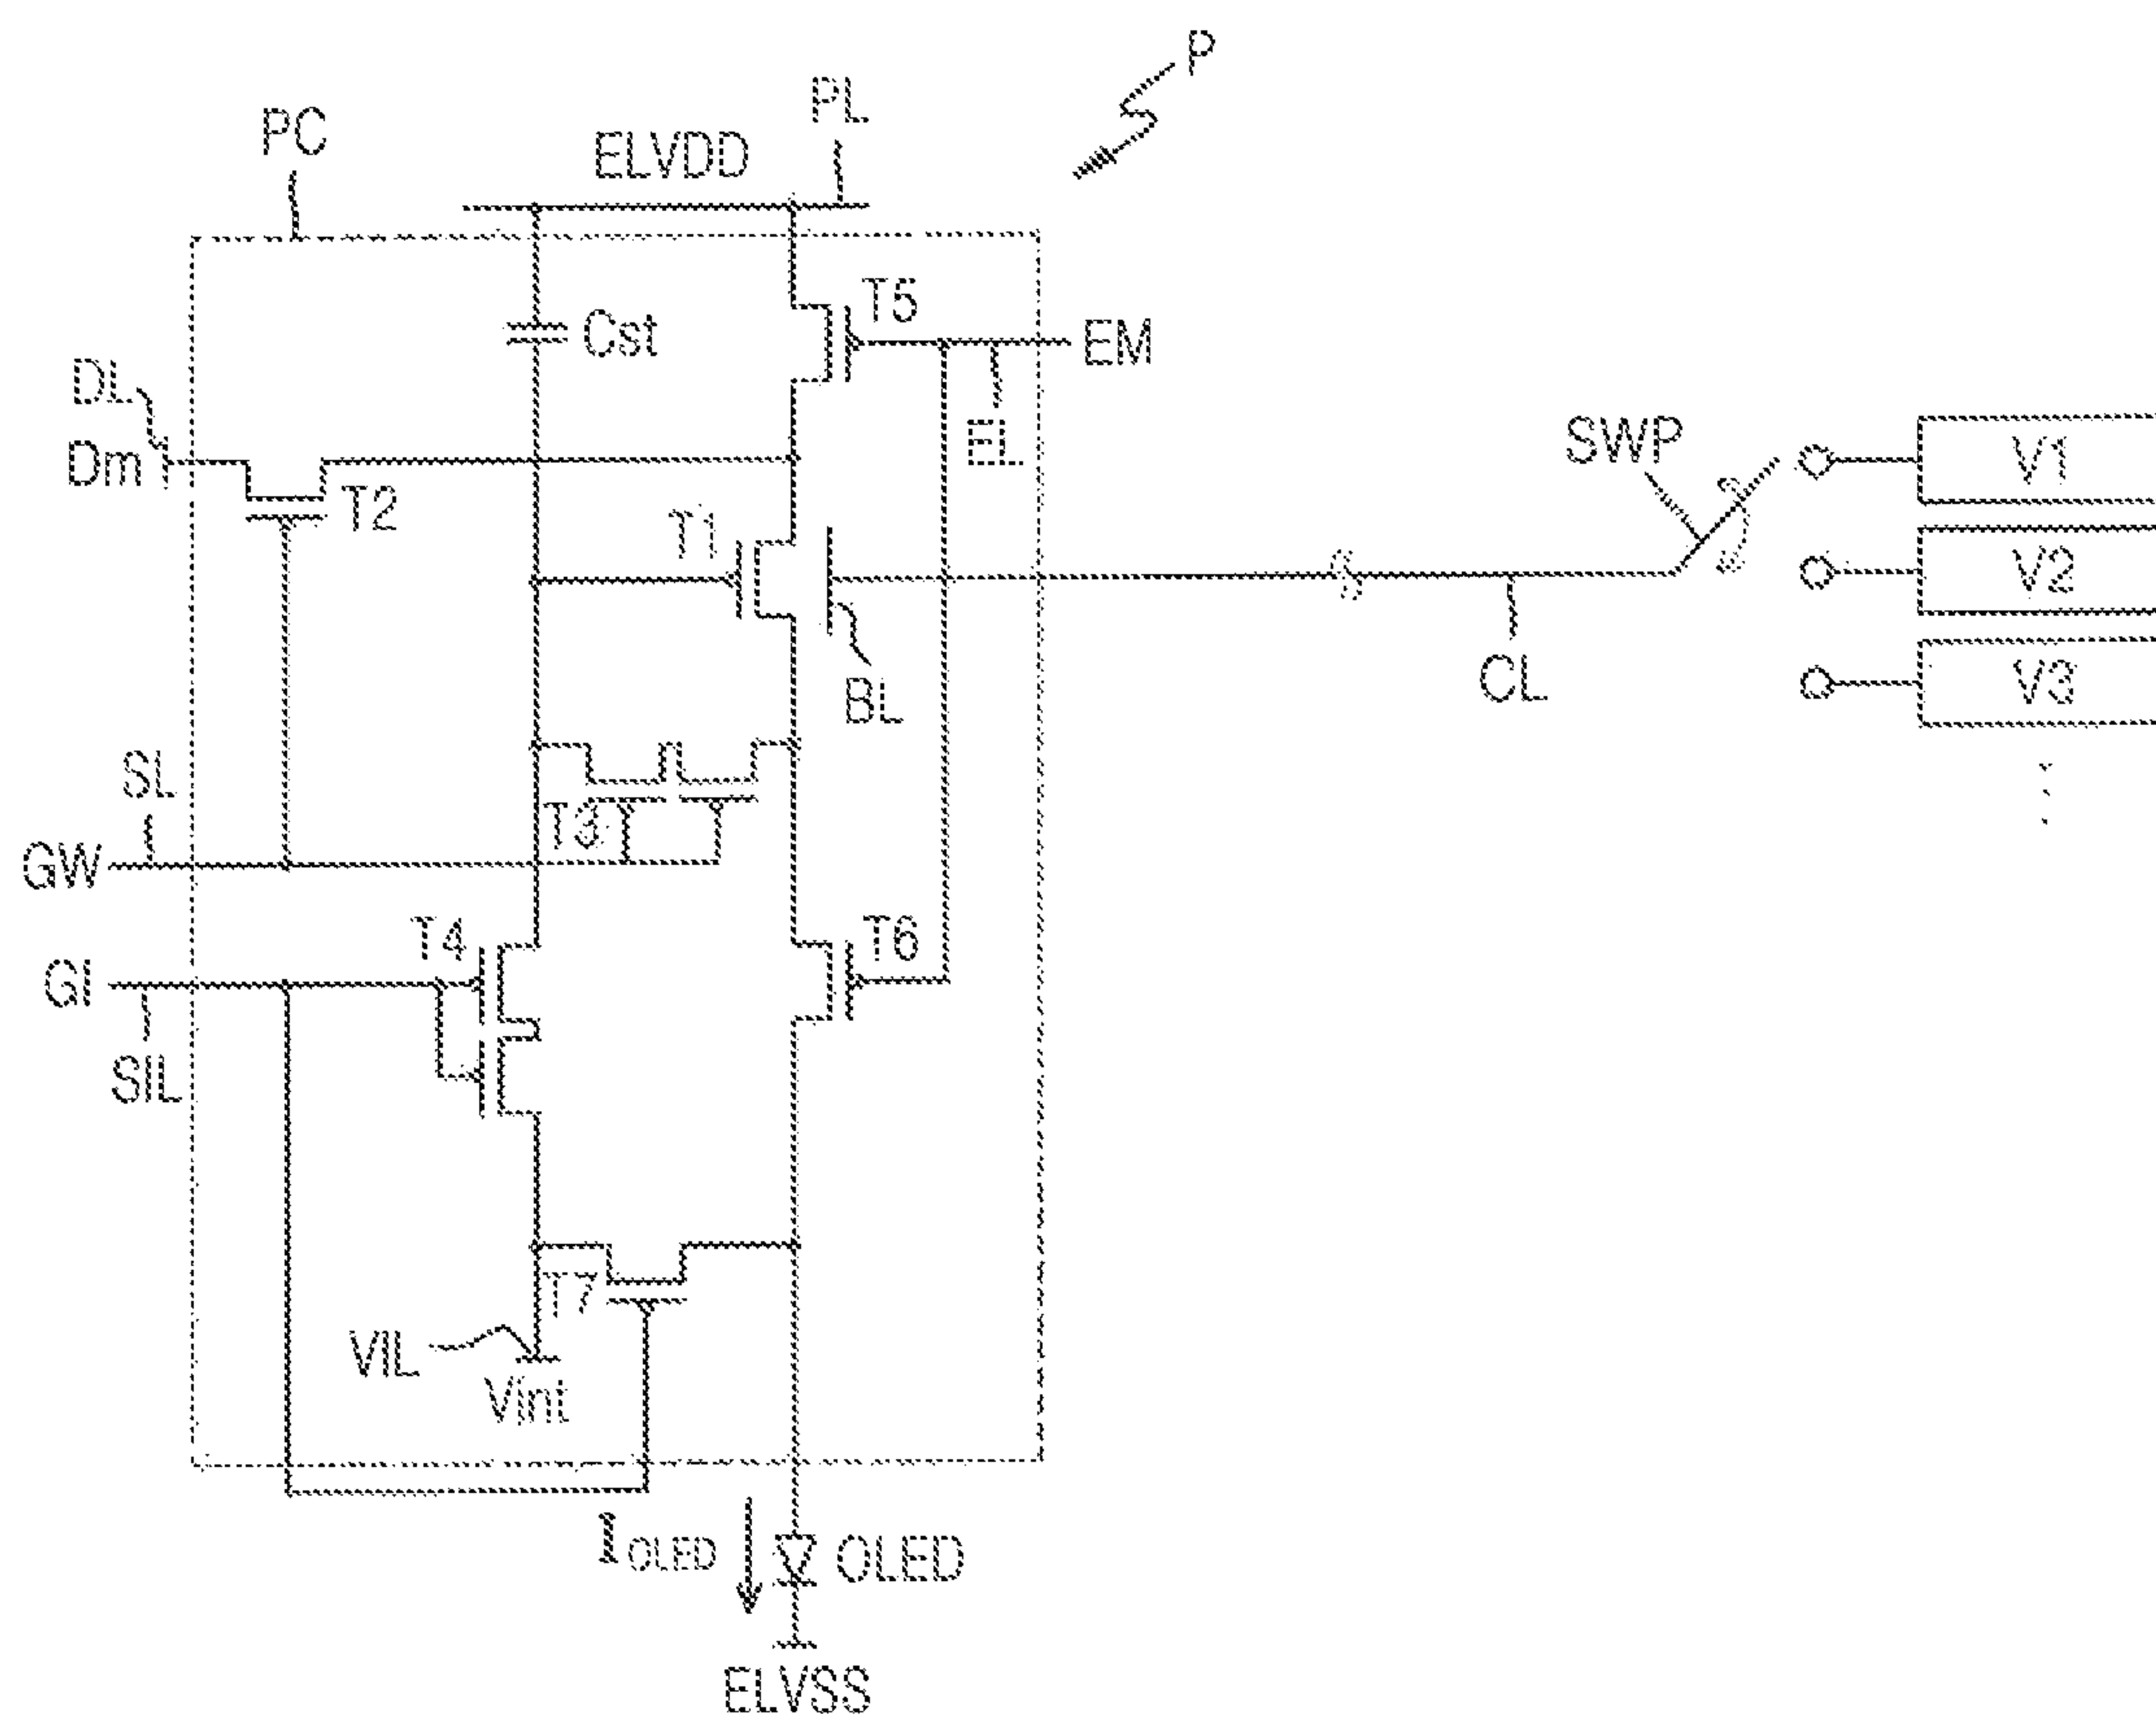 P
PL
PC
ELVDD
T5
Cst
EM
DL
EL
SWP
V1
Dm
T2
T1
V2
BL
CL
V3
SL
T3
GW
T4
T6
GI
SIL
T7
VIL
Vint
IOLED
OLED
ELVSS